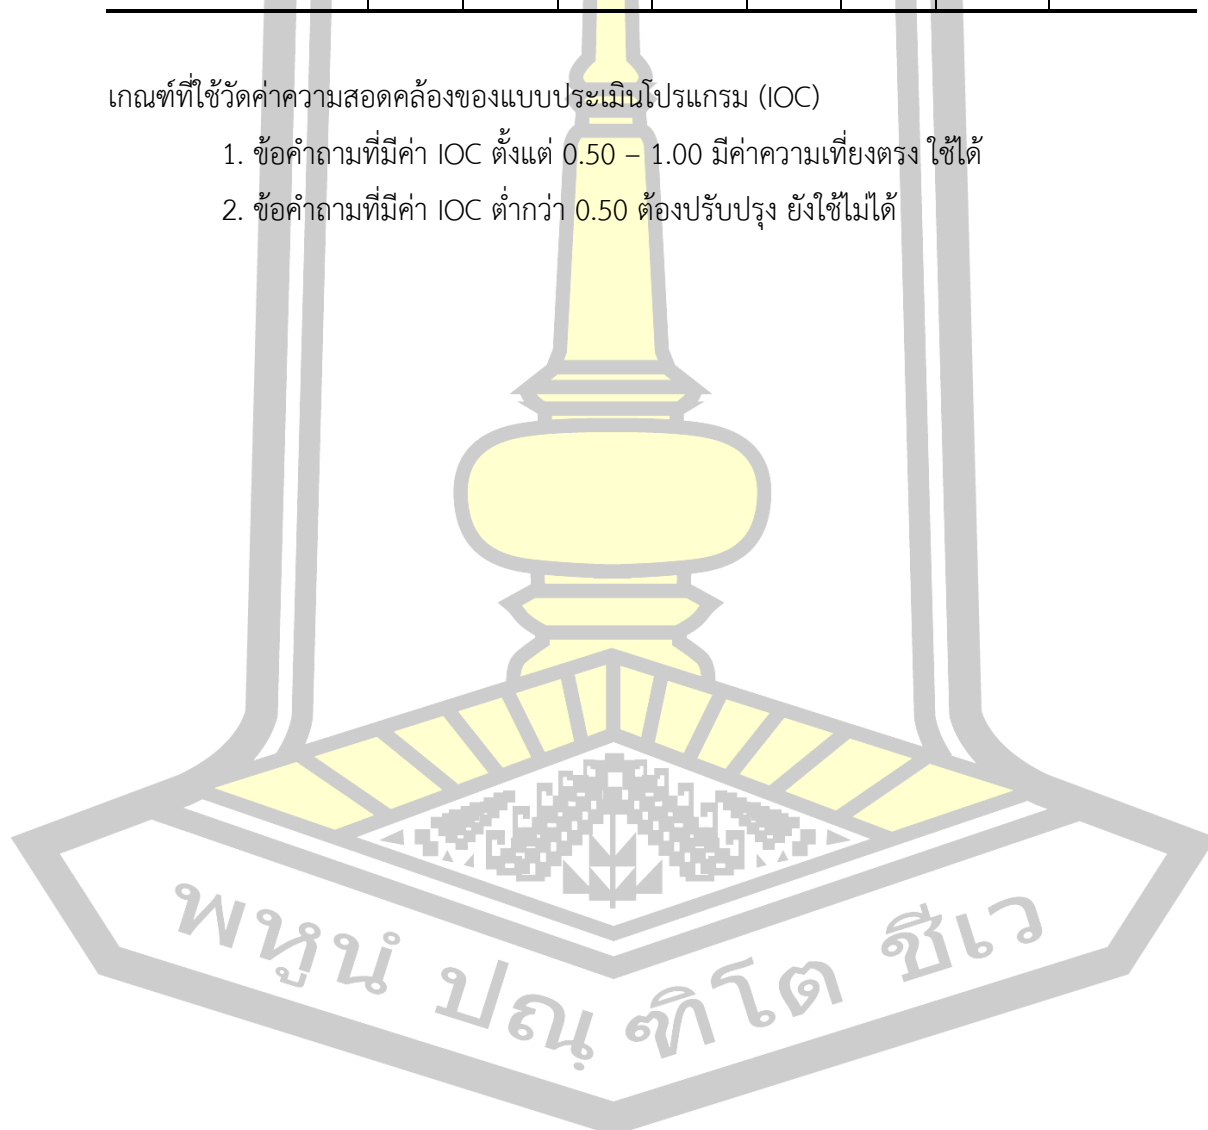 เกณฑ์ที่ใช้วัดค่าความสอดคล้องของแบบประเมินโปรแกรม (IOC)
1. ข้อคำถามที่มีค่า IOC ตั้งแต่ 0.50 – 1.00 มีค่าความเที่ยงตรง ใช้ได้
2. ข้อคำถามที่มีค่า IOC ต่ำกว่า 0.50 ต้องปรับปรุง ยังใช้ไม่ได้
พหูนํ ปณฺ ฑิโต ชีเว